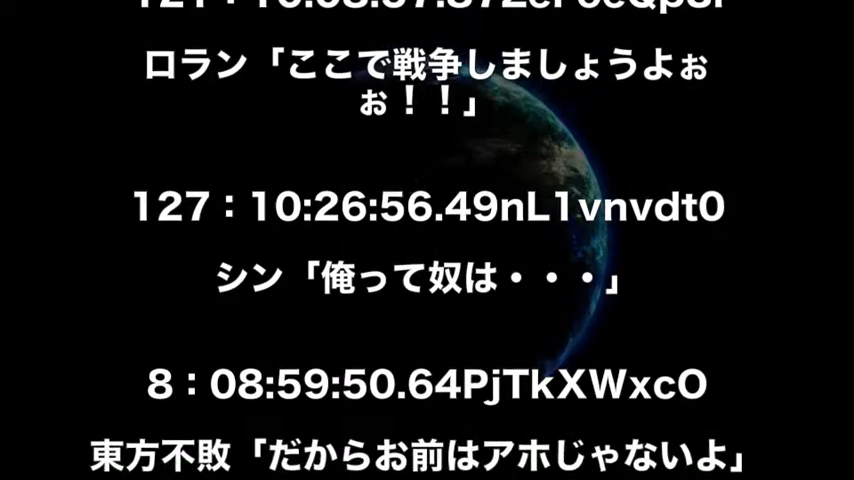 ロラン「ここで戦争しましょうよぉ
ぉ！！」
127：10:26:56.49nL1vnvdt0
シン「俺って奴は・・・」
8：08:59:50.64PjTkXWxcO
東方不敗「だからお前はアホじゃないよ」